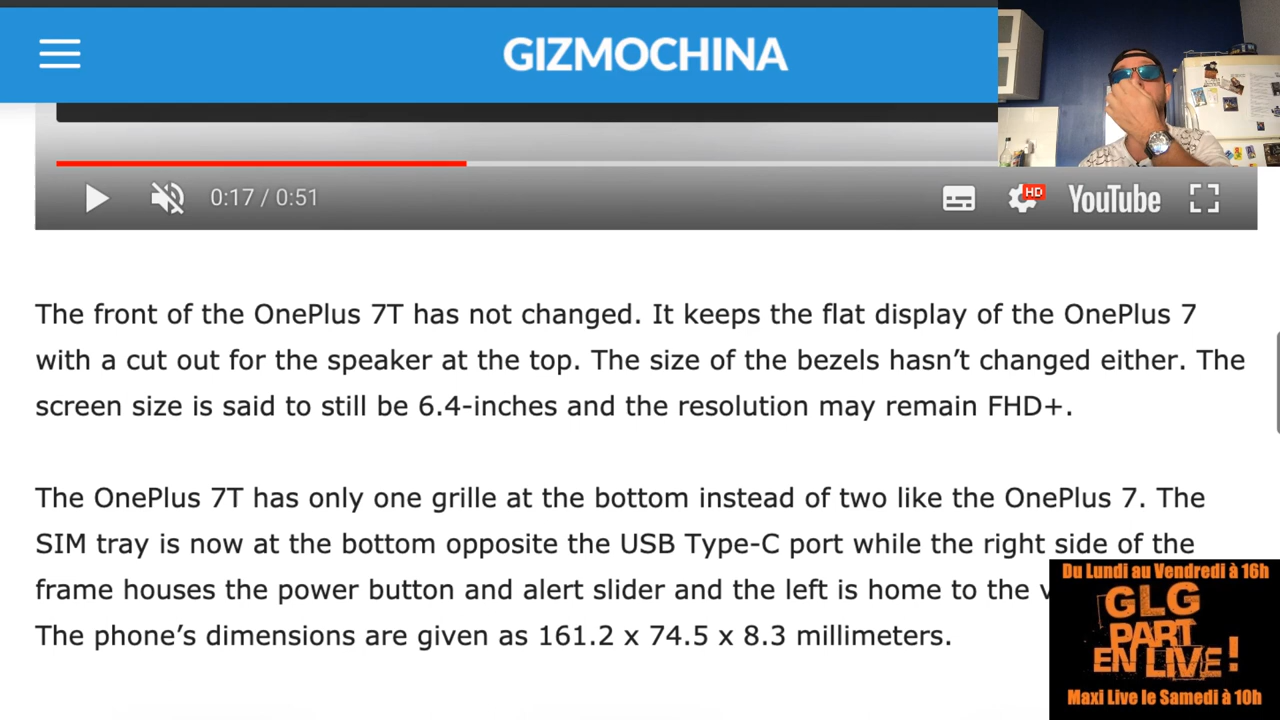 GIZMOCHINA
0:17 / 0:51
HD
YouTube
The front of the OnePlus 7T has not changed. It keeps the flat display of the OnePlus 7
with a cut out for the speaker at the top. The size of the bezels hasn’t changed either. The
screen size is said to still be 6.4-inches and the resolution may remain FHD+.
The OnePlus 7T has only one grille at the bottom instead of two like the OnePlus 7. The
SIM tray is now at the bottom opposite the USB Type-C port while the right side of the
frame houses the power button and alert slider and the left is home to the
The phone’s dimensions are given as 161.2 x 74.5 x 8.3 millimeters.
Du Lundi au Vendredi à 16h
GLG
PART
EN LIVE !
Maxi Live le Samedi à 10h